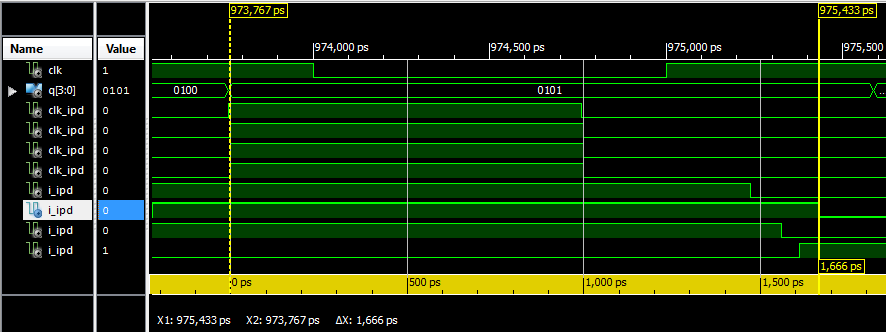 973,767 ps
975,433 ps
Name Value
974,000 ps 974,500 ps 975,000 ps 975,500
clk 1
q[3:0] 0101 0100 0101 ...
clk_ipd 0
clk_ipd 0
clk_ipd 0
clk_ipd 0
i_ipd 0
i_ipd 0
i_ipd 0
i_ipd 1
1,666 ps
0 ps 500 ps 1,000 ps 1,500 ps
X1: 975,433 ps X2: 973,767 ps ΔX: 1,666 ps